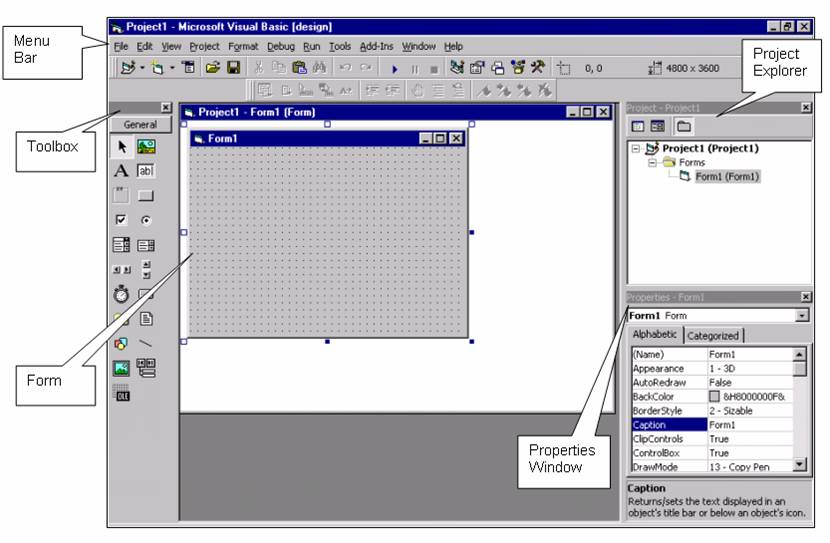 Project1 - Microsoft Visual Basic [design]
Menu
Bar
File Edit View Project Format Debug Run Tools Add-Ins Window Help
0, 0
4800 x 3600
Project
Explorer
Toolbox
General
A
ab|
OLE
Project1 - Form1 (Form)
Form1
Form
Project - Project1
Project1 (Project1)
Forms
Form1 (Form1)
Properties - Form1
Form1 Form
Alphabetic Categorized
(Name) Form1
Appearance 1 - 3D
AutoRedraw False
BackColor &H8000000F&
BorderStyle 2 - Sizable
Caption Form1
ClipControls True
ControlBox True
DrawMode 13 - Copy Pen
Properties
Window
Caption
Returns/sets the text displayed in an
object's title bar or below an object's icon.